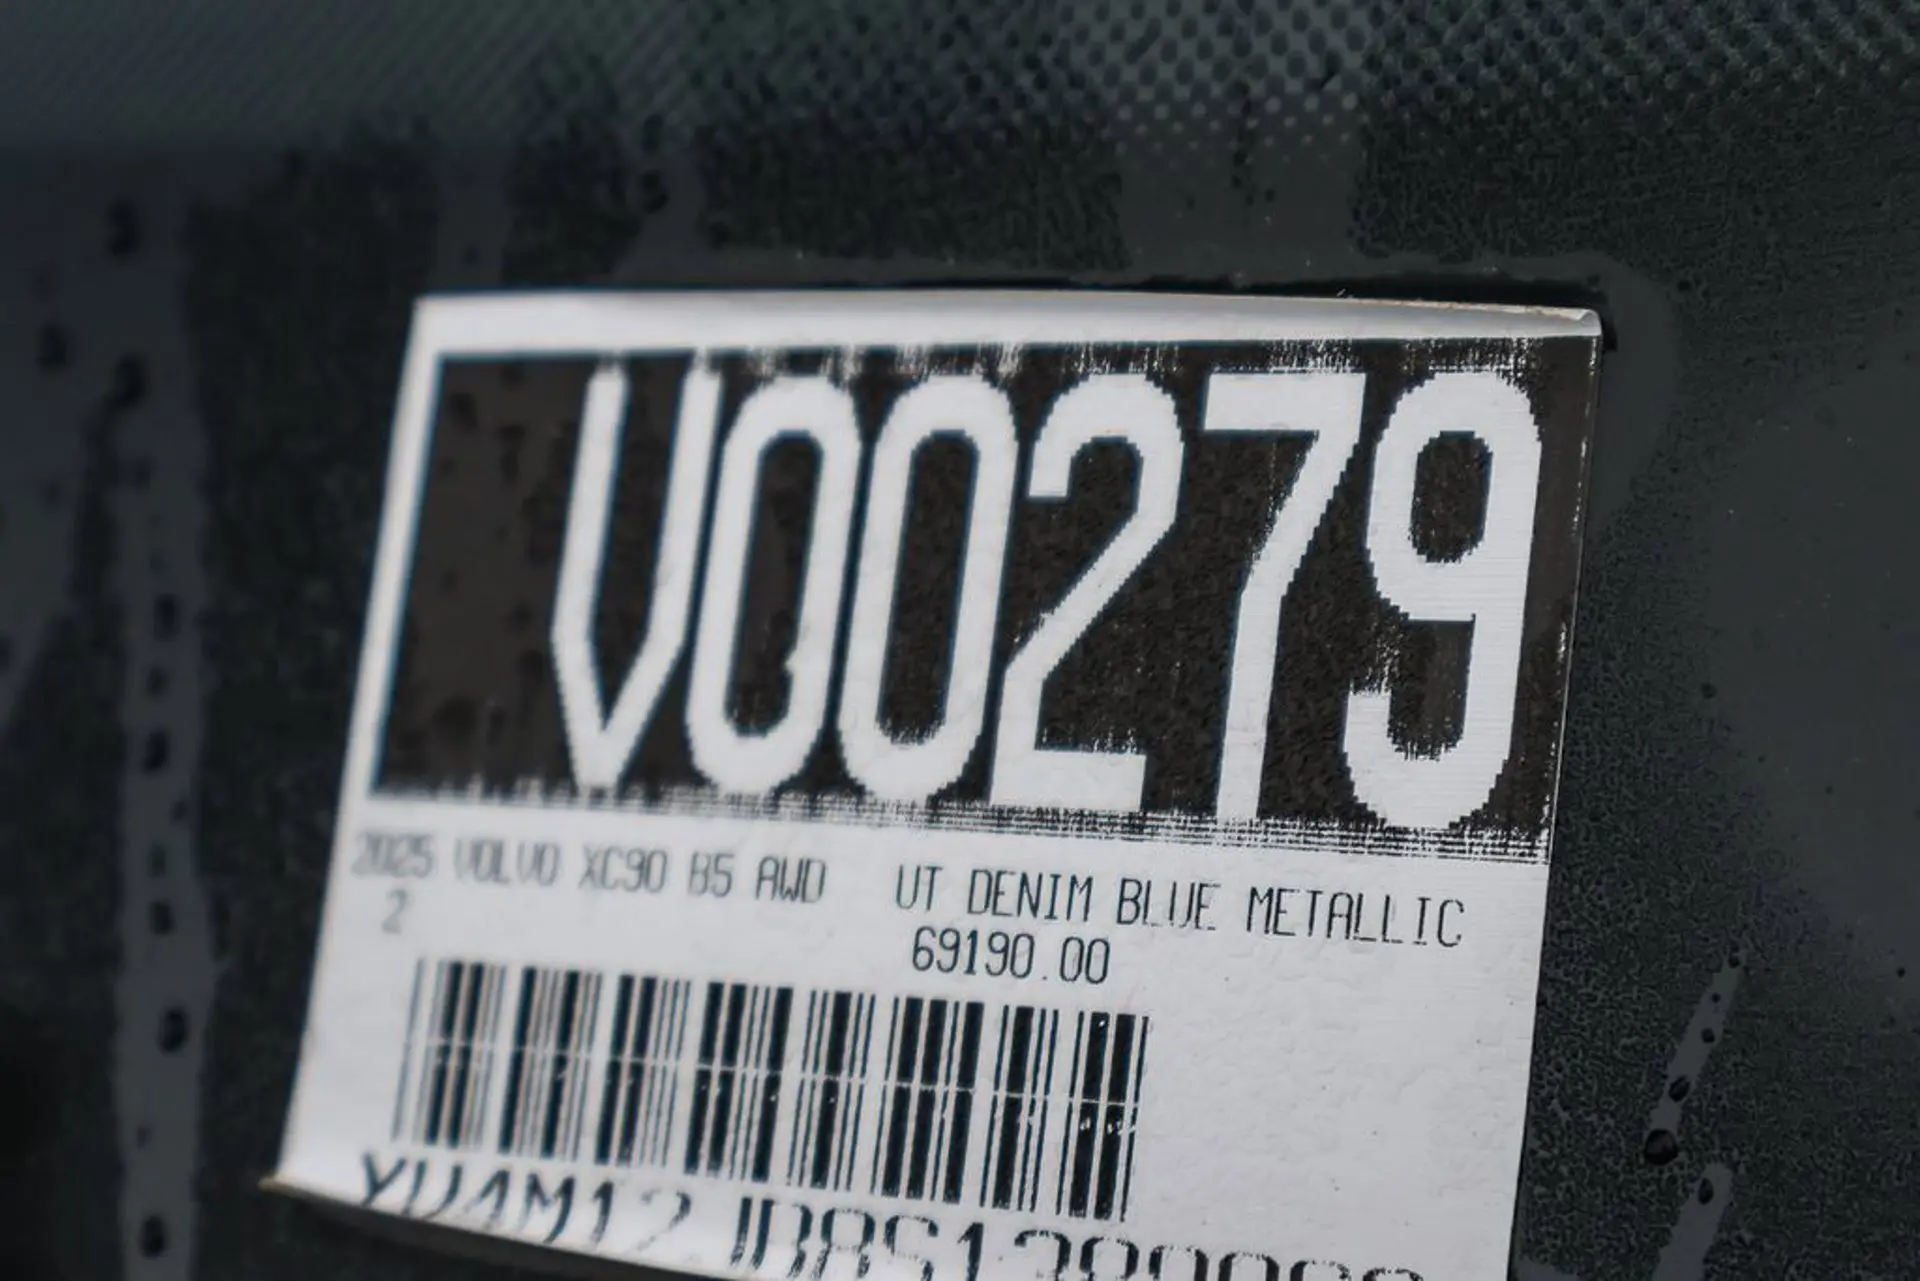 V00279
2025 VOLVO XC90 B5 AWD UT DENIM BLUE METALLIC
2 69190.00